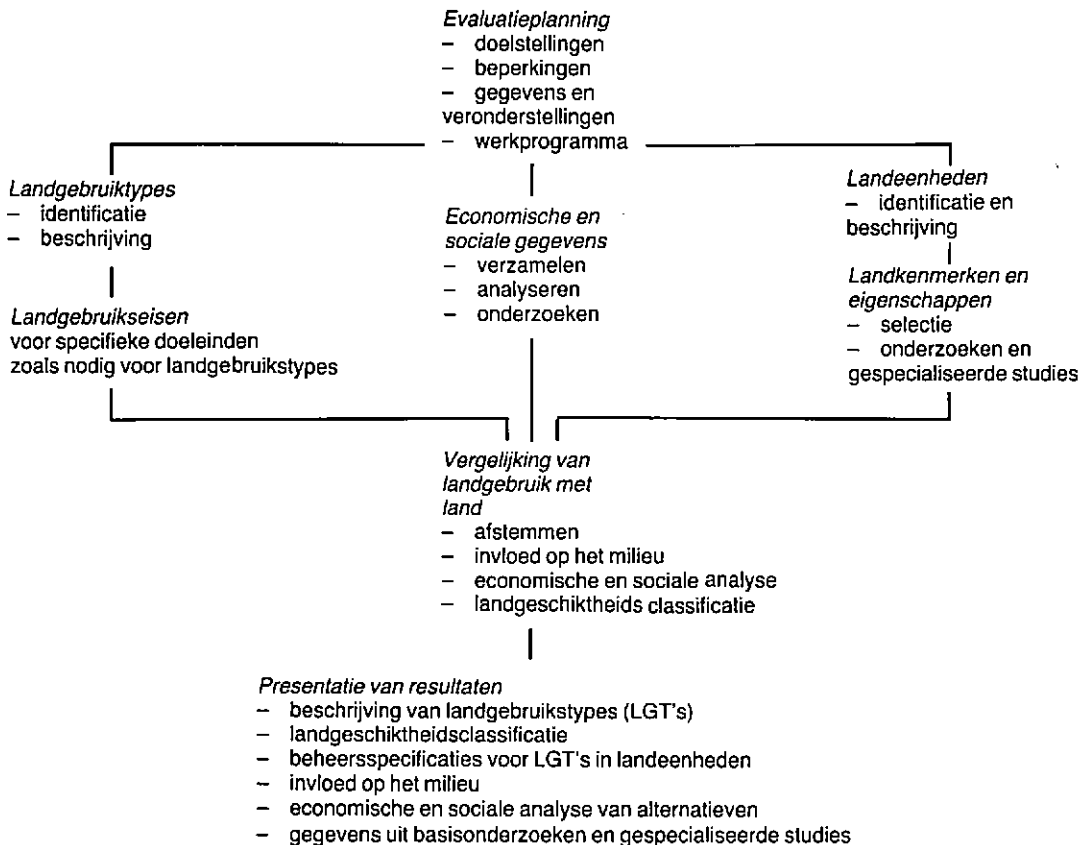 Evaluatieplanning
– doelstellingen
– beperkingen
– gegevens en
veronderstellingen
– werkprogramma
Landgebruiktypes
– identificatie
– beschrijving
Landgebruikseisen
voor specifieke doeleinden
zoals nodig voor landgebruikstypes
Economische en
sociale gegevens
– verzamelen
– analyseren
– onderzoeken
Landeenheden
– identificatie en
beschrijving
Landkenmerken en
eigenschappen
– selectie
– onderzoeken en
gespecialiseerde studies
Vergelijking van
landgebruik met
land
– afstemmen
– invloed op het milieu
– economische en sociale analyse
– landgeschiktheids classificatie
Presentatie van resultaten
– beschrijving van landgebruikstypes (LGT's)
– landgeschiktheidsclassificatie
– beheersspecificaties voor LGT's in landeenheden
– invloed op het milieu
– economische en sociale analyse van alternatieven
– gegevens uit basisonderzoeken en gespecialiseerde studies